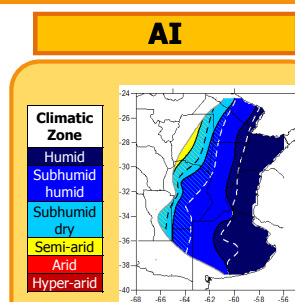 AI
Climatic
Zone
Humid
Subhumid
humid
Subhumid
dry
Semi-arid
Arid
Hyper-arid
-24
-26
-28
-30
-32
-34
-36
-38
-40
-68 -66 -64 -62 -60 -58 -56